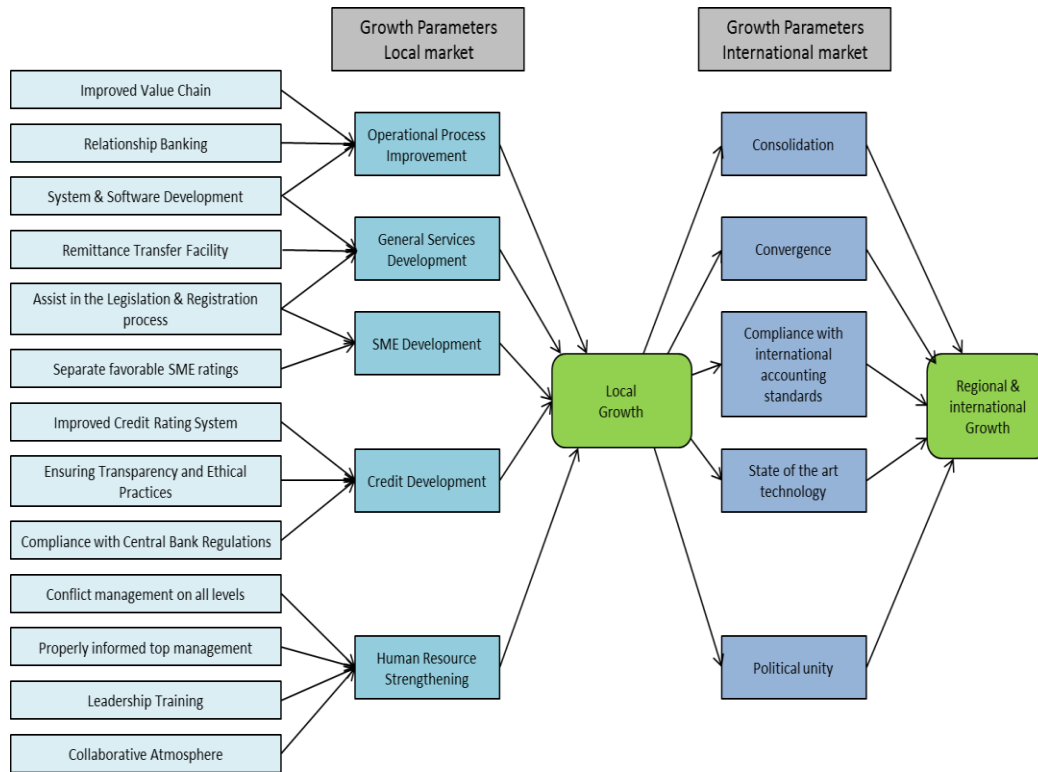 Growth Parameters
Local market
Growth Parameters
International market
Improved Value Chain
Relationship Banking
System & Software Development
Remittance Transfer Facility
Assist in the Legislation & Registration
process
Separate favorable SME ratings
Improved Credit Rating System
Ensuring Transparency and Ethical
Practices
Compliance with Central Bank Regulations
Conflict management on all levels
Properly informed top management
Leadership Training
Collaborative Atmosphere
Operational Process
Improvement
General Services
Development
SME Development
Credit Development
Human Resource
Strengthening
Local
Growth
Consolidation
Convergence
Compliance with
international
accounting
standards
State of the art
technology
Political unity
Regional &
international
Growth